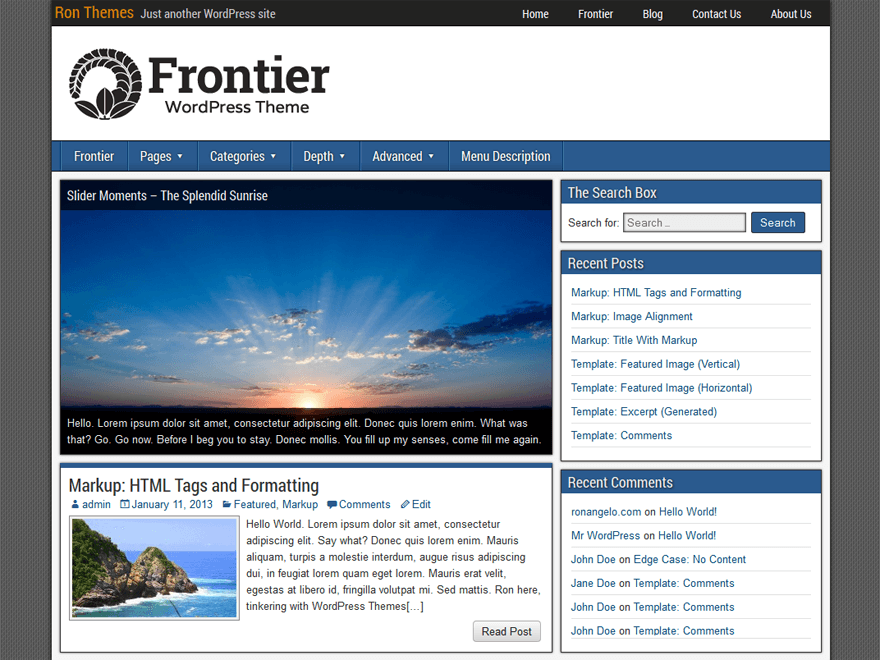 Ron Themes Just another WordPress site
Home Frontier Blog Contact Us About Us
Frontier
WordPress Theme
Frontier Pages Categories Depth Advanced Menu Description
Slider Moments – The Splendid Sunrise
Hello. Lorem ipsum dolor sit amet, consectetur adipiscing elit. Donec quis lorem enim. What was
that? Go. Go now. Before I beg you to stay. Donec mollis. You fill up my senses, come fill me again.
Markup: HTML Tags and Formatting
admin January 11, 2013 Featured, Markup Comments Edit
Hello World. Lorem ipsum dolor sit amet, consectetur
adipiscing elit. Say what? Donec quis lorem enim. Mauris
aliquam, turpis a molestie interdum, augue risus adipiscing
dui, in feugiat lorem quam eget lorem. Mauris erat velit,
egestas at libero id, fringilla volutpat mi. Sed mattis. Ron here,
tinkering with WordPress Themes[…]
Read Post
The Search Box
Search for: Search … Search
Recent Posts
Markup: HTML Tags and Formatting
Markup: Image Alignment
Markup: Title With Markup
Template: Featured Image (Vertical)
Template: Featured Image (Horizontal)
Template: Excerpt (Generated)
Template: Comments
Recent Comments
ronangelo.com on Hello World!
Mr WordPress on Hello World!
John Doe on Edge Case: No Content
Jane Doe on Template: Comments
John Doe on Template: Comments
John Doe on Template: Comments